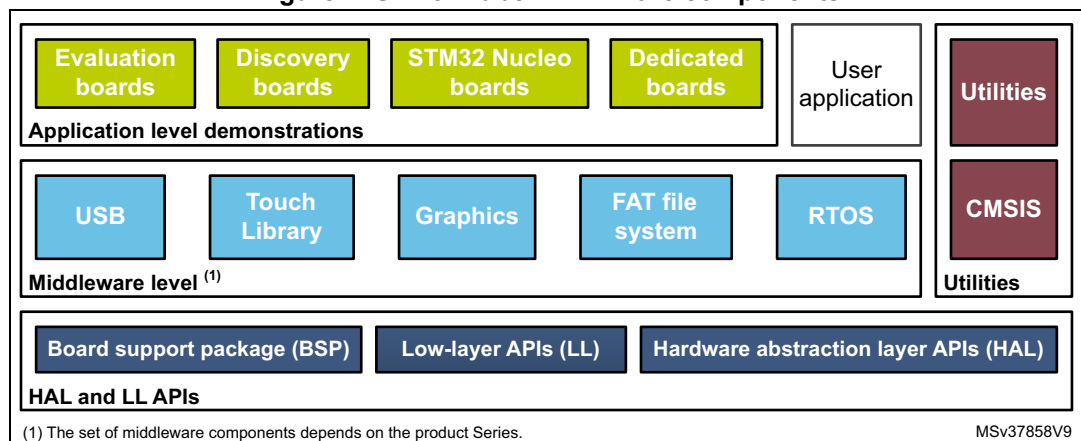 Evaluation
boards
Discovery
boards
STM32 Nucleo
boards
Dedicated
boards
Application level demonstrations
User
application
Utilities
USB
Touch
Library
Graphics
FAT file
system
RTOS
Middleware level (1)
CMSIS
Utilities
Board support package (BSP)
Low-layer APIs (LL)
Hardware abstraction layer APIs (HAL)
HAL and LL APIs
(1) The set of middleware components depends on the product Series.
MSv37858V9